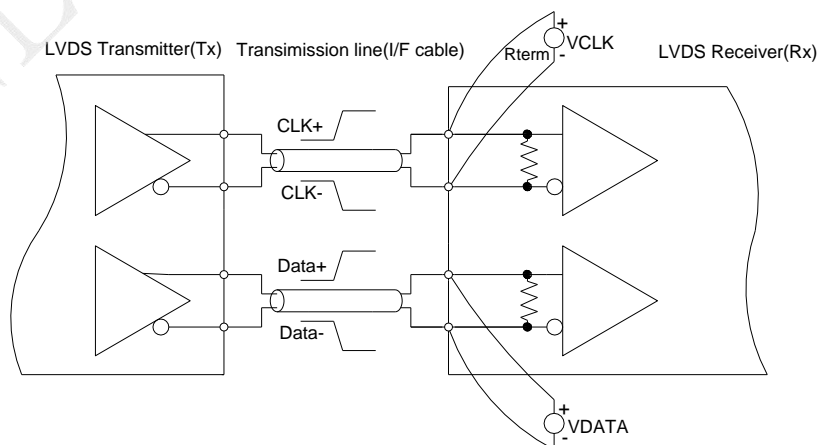 LVDS Transmitter(Tx) Transimission line(I/F cable) LVDS Receiver(Rx)
+
VCLK
-
Rterm
CLK+
CLK-
Data+
Data-
+
VDATA
-